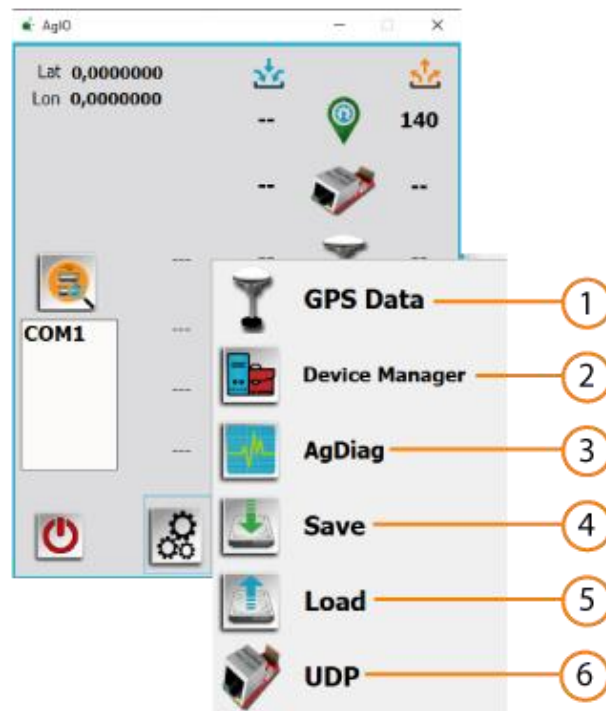 AgIO
Lat 0,0000000
Lon 0,0000000
-- 140
-- --
--- -- --
COM1
---
---
---
GPS Data 1
Device Manager 2
AgDiag 3
Save 4
Load 5
UDP 6